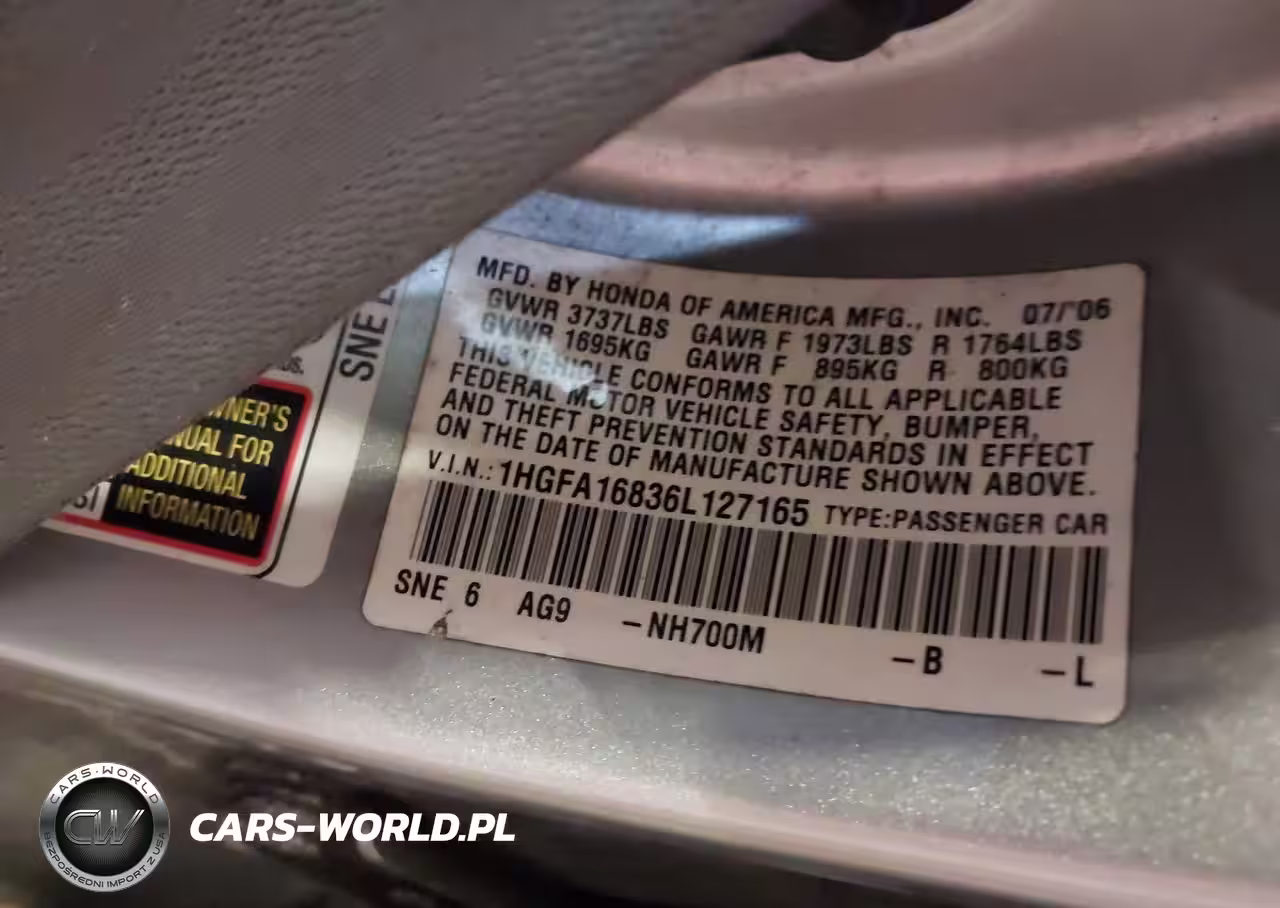 MFD. BY HONDA OF AMERICA MFG., INC. 07/'06
GVWR 3737LBS GAWR F 1973LBS R 1764LBS
GVWR 1695KG GAWR F 895KG R 800KG
THIS VEHICLE CONFORMS TO ALL APPLICABLE
FEDERAL MOTOR VEHICLE SAFETY, BUMPER,
AND THEFT PREVENTION STANDARDS IN EFFECT
ON THE DATE OF MANUFACTURE SHOWN ABOVE.
V.I.N.: 1HGFA16836L127165 TYPE:PASSENGER CAR
SNE 6 AG9 -NH700M -B -L
SNE
FOR
ADDITIONAL
INFORMATION
CARS-WORLD
CW
BEZPOŚREDNI IMPORT Z USA
CARS-WORLD.PL